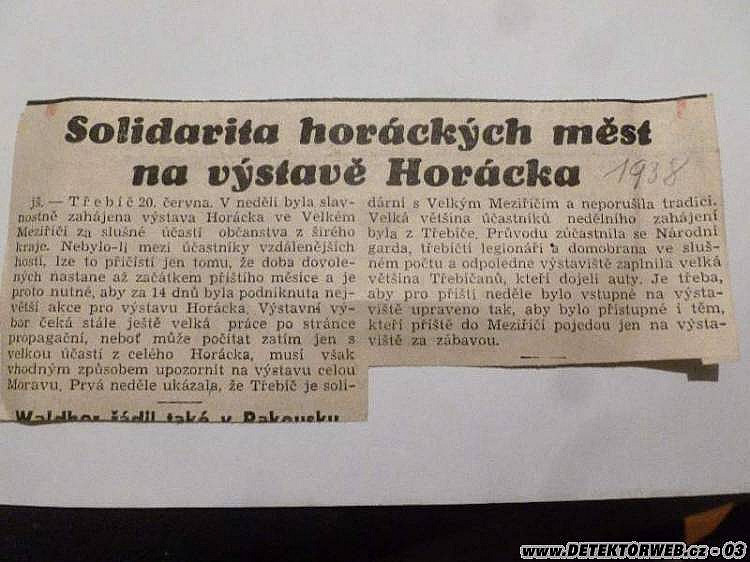 Solidarita horáckých měst
na výstavě Horácka
1938
jš. — Třebíč 20. června. V neděli byla slav-
nostně zahájena výstava Horácka ve Velkém
Meziříčí za slušné účasti občanstva z širého
kraje. Nebylo-li mezi účastníky vzdálenějších
hostí, lze to přičísti jen tomu, že doba dovole-
ných nastane až začátkem příštího měsíce a je
proto nutné, aby za 14 dnů byla podniknuta nej-
větší akce pro výstavu Horácka. Výstavní vý-
bor čeká stále ještě velká práce po stránce
propagační, neboť může počítat zatím jen s
velkou účastí z celého Horácka, musí však
vhodným způsobem upozornit na výstavu celou
Moravu. Prvá neděle ukázala, že Třebíč je soli-
dární s Velkým Meziříčím a neporušila tradici.
Velká většina účastníků nedělního zahájení
byla z Třebíče. Průvodu zúčastnila se Národní
garda, třebíčtí legionáři a domobrana ve sluš-
ném počtu a odpoledne výstaviště zaplnila velká
většina Třebíčanů, kteří dojeli auty. Je třeba,
aby pro příští neděle bylo vstupné na výsta-
viště upraveno tak, aby bylo přístupné i těm,
kteří příště do Meziříčí pojedou jen na výsta-
viště za zábavou.
Waldhor řádil také v Rakousku
www.DETEKTORWEB.cz - 03